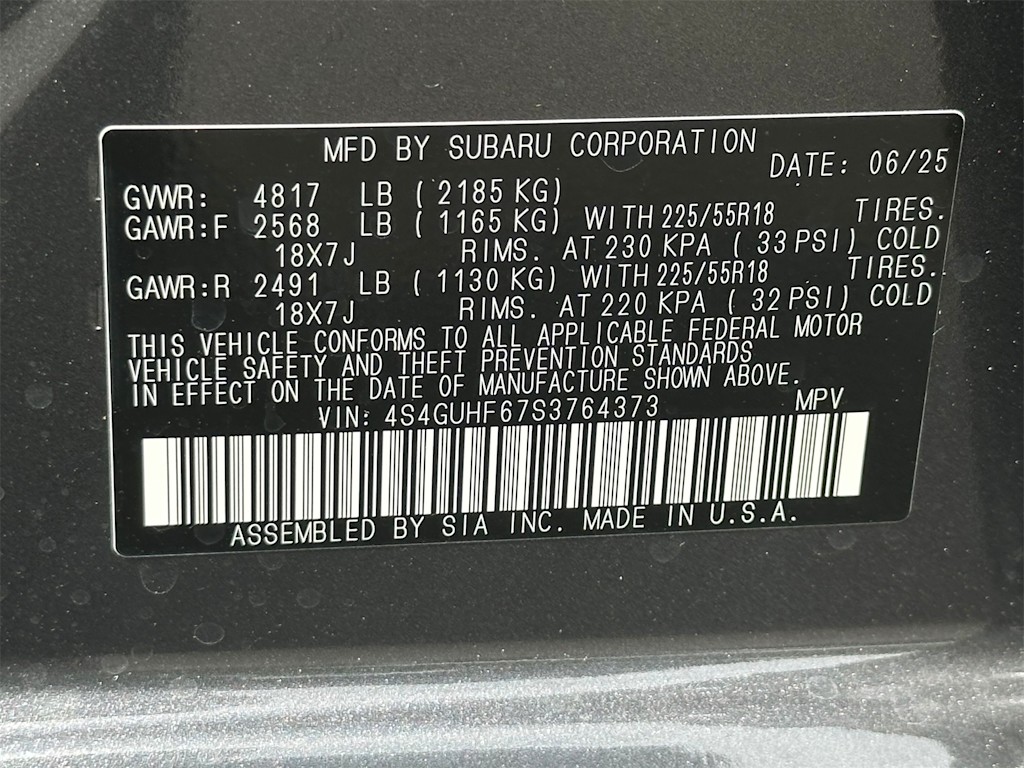 MFD BY SUBARU CORPORATION
DATE: 06/25
GVWR: 4817 LB ( 2185 KG)
GAWR:F 2568 LB ( 1165 KG) WITH 225/55R18 TIRES.
18X7J RIMS. AT 230 KPA ( 33 PSI) COLD
GAWR:R 2491 LB ( 1130 KG) WITH 225/55R18 TIRES.
18X7J RIMS. AT 220 KPA ( 32 PSI) COLD
THIS VEHICLE CONFORMS TO ALL APPLICABLE FEDERAL MOTOR
VEHICLE SAFETY AND THEFT PREVENTION STANDARDS
IN EFFECT ON THE DATE OF MANUFACTURE SHOWN ABOVE.
VIN: 4S4GUHF67S3764373 MPV
ASSEMBLED BY SIA INC. MADE IN U.S.A.